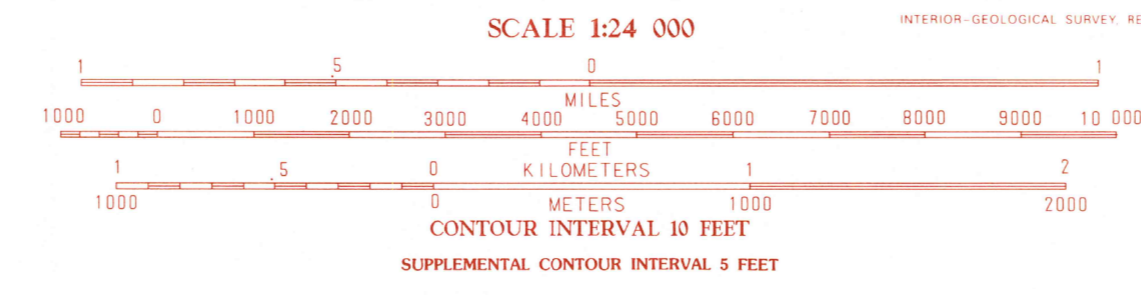 INTERIOR-GEOLOGICAL SURVEY, RE
SCALE 1:24 000
1 .5 0 1
MILES
1000 0 1000 2000 3000 4000 5000 6000 7000 8000 9000 10 000
FEET
1 .5 0 KILOMETERS 1 2
1000 0 METERS 1000 2000
CONTOUR INTERVAL 10 FEET
SUPPLEMENTAL CONTOUR INTERVAL 5 FEET